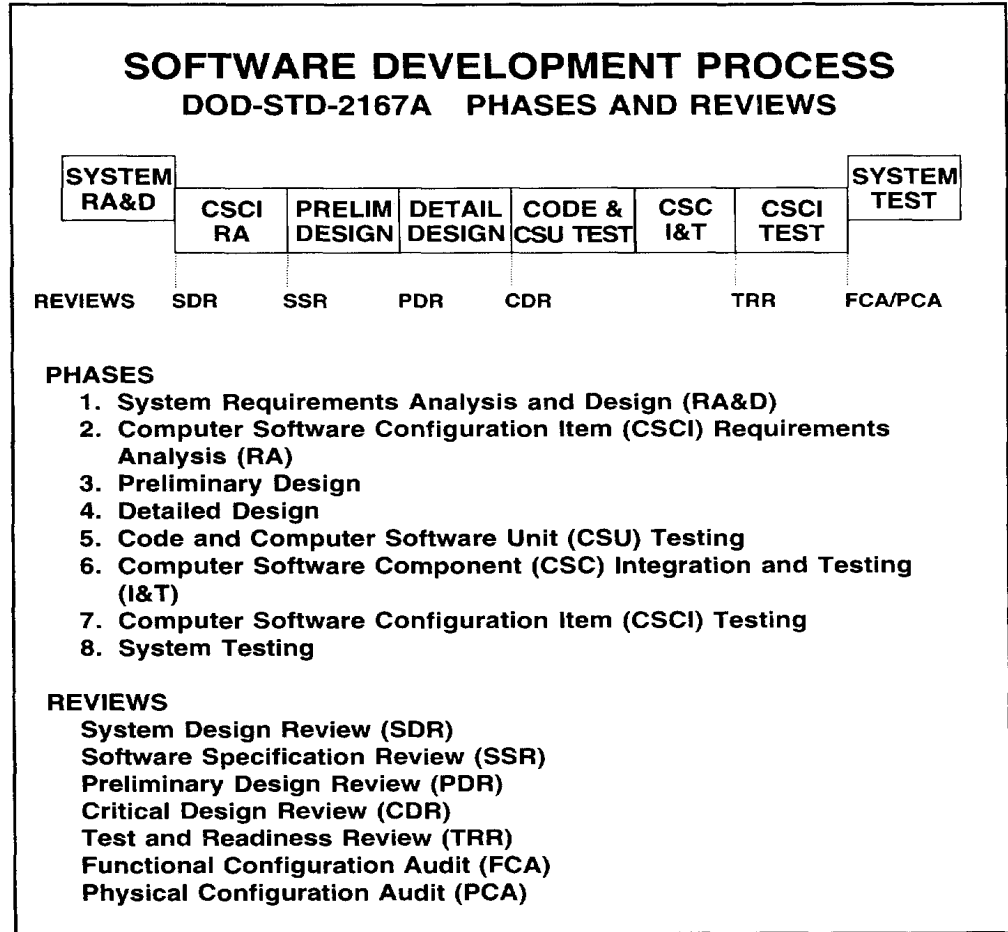 SOFTWARE DEVELOPMENT PROCESS
DOD-STD-2167A PHASES AND REVIEWS
SYSTEM
RA&D
CSCI
RA
PRELIM
DESIGN
DETAIL
DESIGN
CODE &
CSU TEST
CSC
I&T
CSCI
TEST
SYSTEM
TEST
REVIEWS SDR SSR PDR CDR TRR FCA/PCA
PHASES
1. System Requirements Analysis and Design (RA&D)
2. Computer Software Configuration Item (CSCI) Requirements
Analysis (RA)
3. Preliminary Design
4. Detailed Design
5. Code and Computer Software Unit (CSU) Testing
6. Computer Software Component (CSC) Integration and Testing
(I&T)
7. Computer Software Configuration Item (CSCI) Testing
8. System Testing
REVIEWS
System Design Review (SDR)
Software Specification Review (SSR)
Preliminary Design Review (PDR)
Critical Design Review (CDR)
Test and Readiness Review (TRR)
Functional Configuration Audit (FCA)
Physical Configuration Audit (PCA)